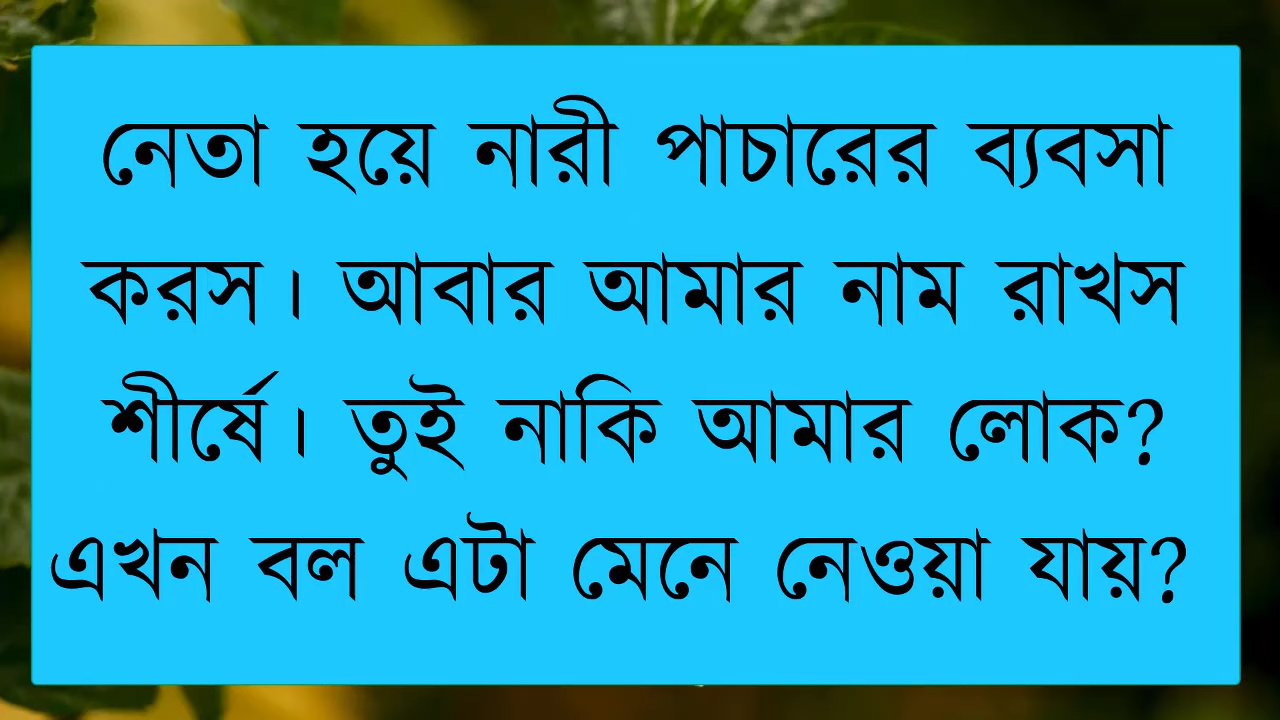 নেতা হয়ে নারী পাচারের ব্যবসা
করস। আবার আমার নাম রাখস
শীর্ষে। তুই নাকি আমার লোক?
এখন বল এটা মেনে নেওয়া যায়?